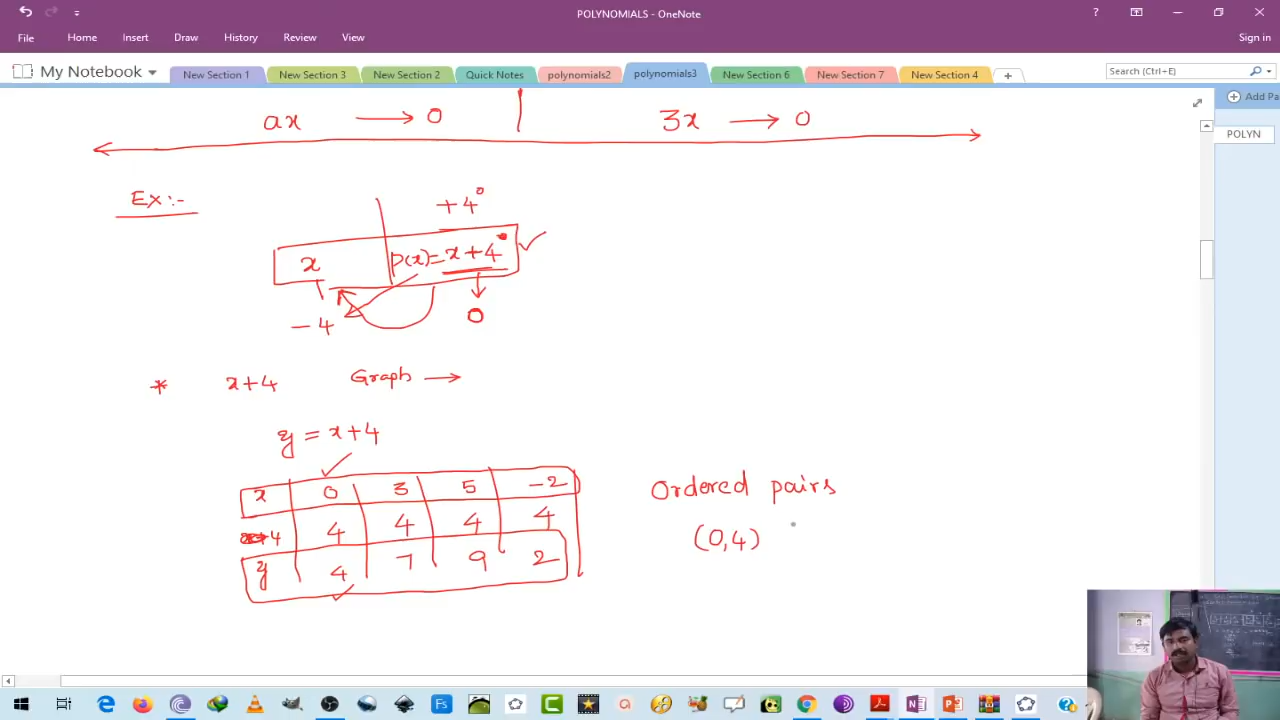 POLYNOMIALS - OneNote
File Home Insert Draw History Review View Sign in
My Notebook New Section 1 New Section 3 New Section 2 Quick Notes polynomials2 polynomials3 New Section 6 New Section 7 New Section 4 Search (Ctrl+E)
Add Pa
POLYN
ax → 0 3x → 0
Ex:-
+4°
x p(x)=x+4
-4 0
* x+4 Graph →
y = x+4
x 0 3 5 -2
+4 4 4 4 4
y 4 7 9 2
Ordered pairs
(0,4)